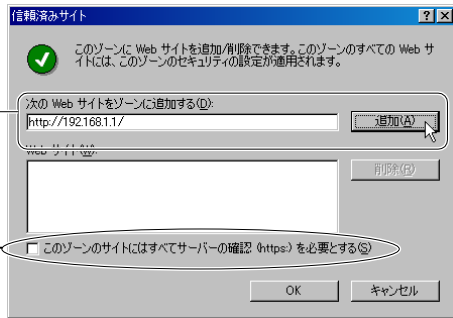 信頼済みサイト
このゾーンに Web サイトを追加/削除できます。このゾーンのすべての Web サ
イトには、このゾーンのセキュリティの設定が適用されます。
次の Web サイトをゾーンに追加する(D):
http://192.168.1.1/
追加(A)
Web サイト(W):
削除(R)
このゾーンのサイトにはすべてサーバーの確認 (https:) を必要とする(S)
OK
キャンセル